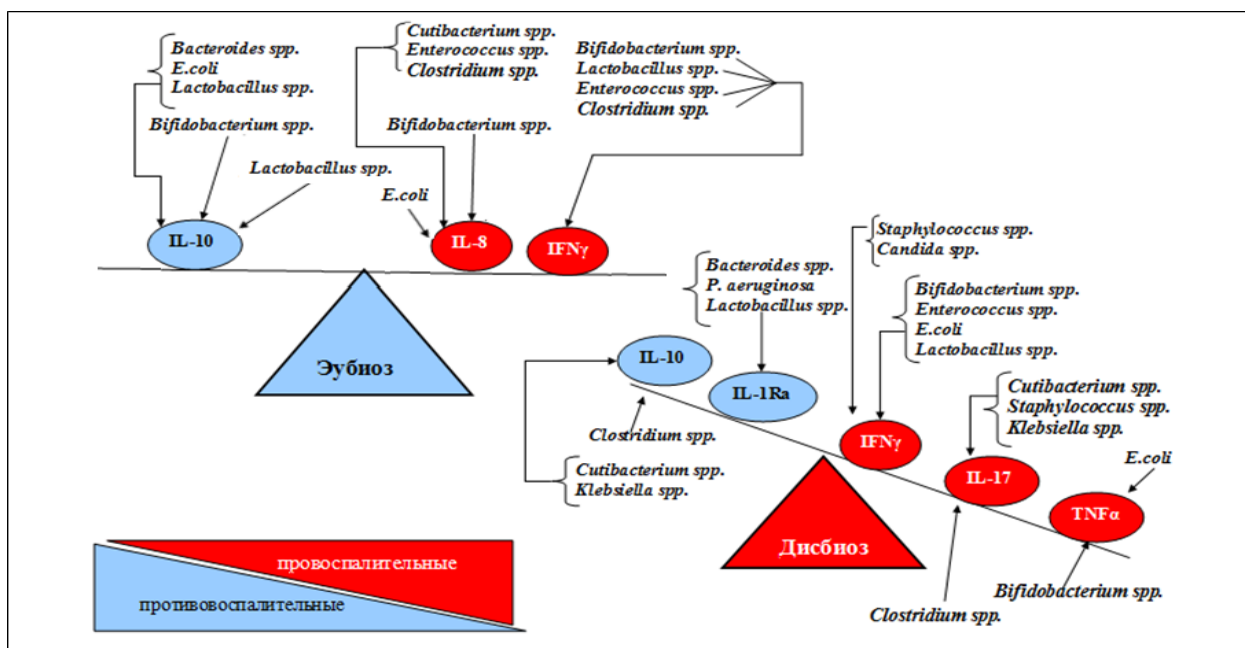 Bacteroides spp.
E.coli
Lactobacillus spp.
Bifidobacterium spp.
Lactobacillus spp.
IL-10
Cutibacterium spp.
Enterococcus spp.
Clostridium spp.
Bifidobacterium spp.
E.coli
IL-8
Bifidobacterium spp.
Lactobacillus spp.
Enterococcus spp.
Clostridium spp.
IFNγ
Эубиоз
Bacteroides spp.
P. aeruginosa
Lactobacillus spp.
Staphylococcus spp.
Candida spp.
Bifidobacterium spp.
Enterococcus spp.
E.coli
Lactobacillus spp.
IL-10
IL-1Ra
IFNγ
Cutibacterium spp.
Staphylococcus spp.
Klebsiella spp.
Clostridium spp.
Cutibacterium spp.
Klebsiella spp.
IL-17
E.coli
TNFα
Дисбиоз
Bifidobacterium spp.
Clostridium spp.
провоспалительные
противовоспалительные